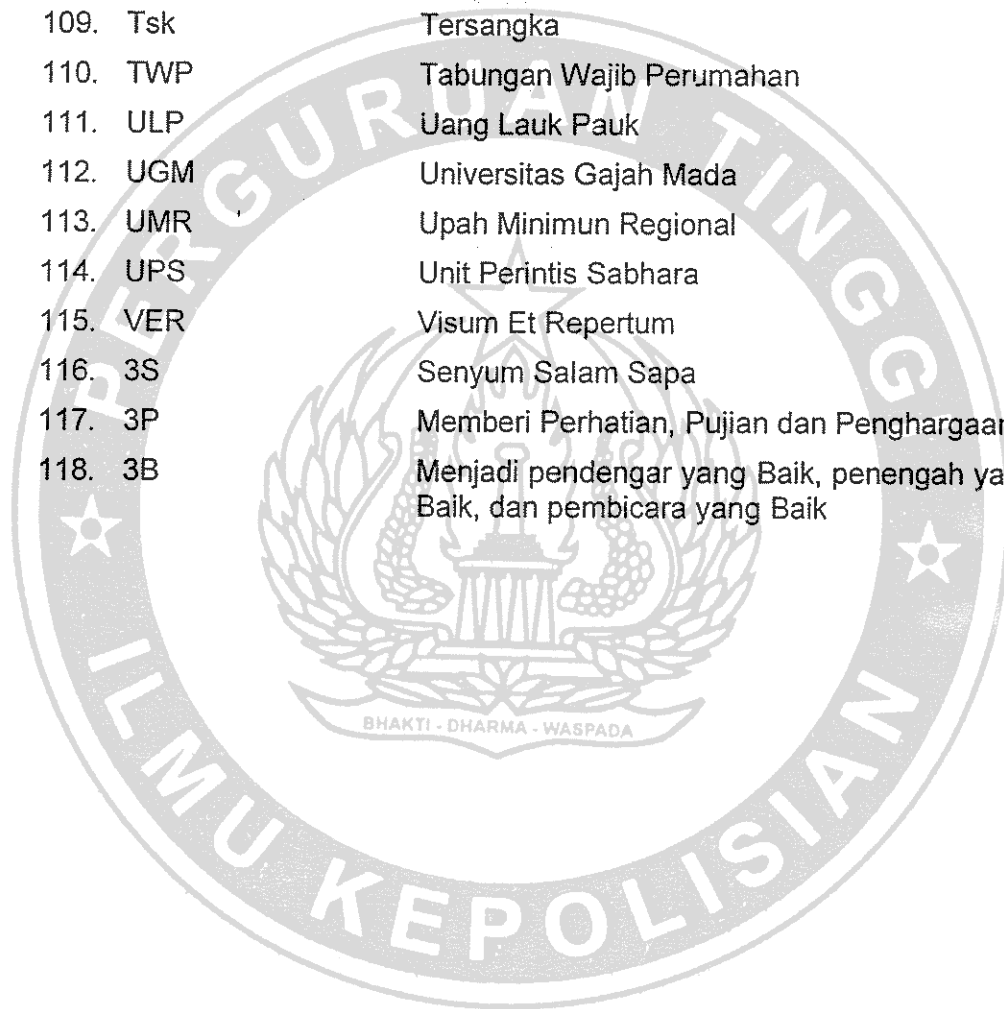 109. Tsk Tersangka
110. TWP Tabungan Wajib Perumahan
111. ULP Uang Lauk Pauk
112. UGM Universitas Gajah Mada
113. UMR Upah Minimun Regional
114. UPS Unit Perintis Sabhara
115. VER Visum Et Repertum
116. 3S Senyum Salam Sapa
117. 3P Memberi Perhatian, Pujian dan Penghargaan
118. 3B Menjadi pendengar yang Baik, penengah ya
Baik, dan pembicara yang Baik
PERGURUAN TINGGI
ILMU KEPOLISIAN
BHAKTI - DHARMA - WASPADA